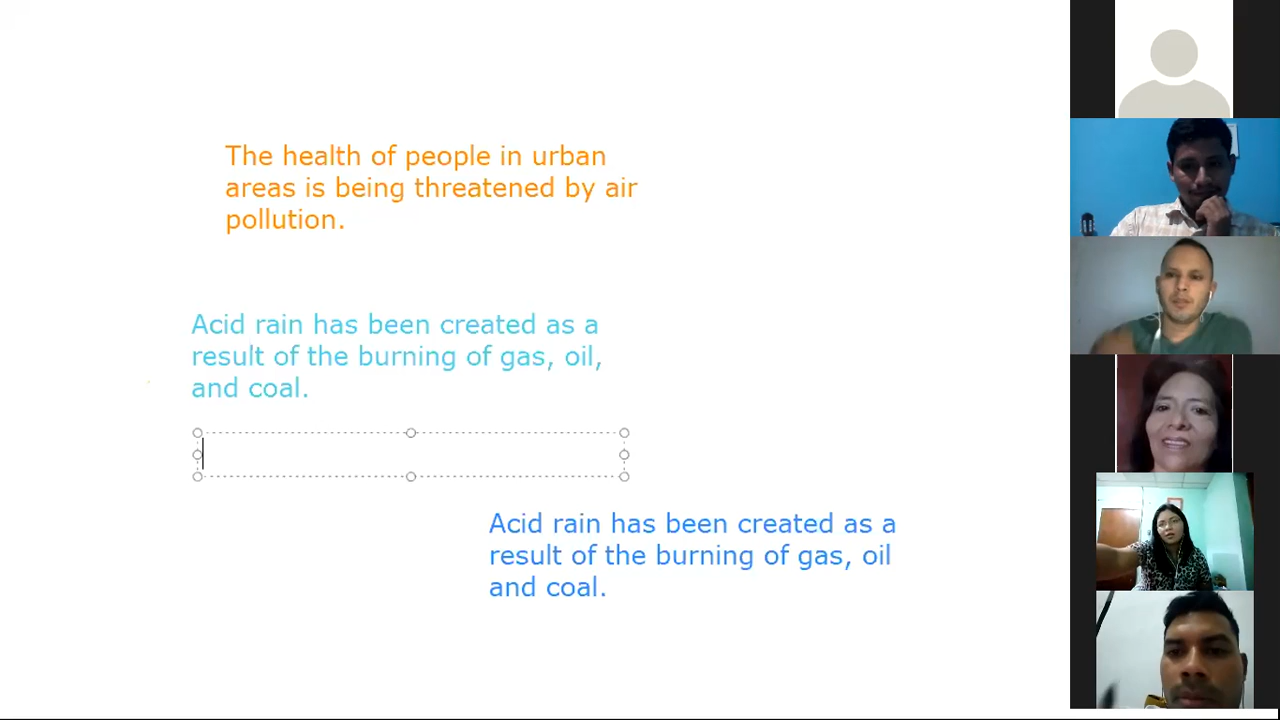 The health of people in urban
areas is being threatened by air
pollution.
Acid rain has been created as a
result of the burning of gas, oil,
and coal.
Acid rain has been created as a
result of the burning of gas, oil
and coal.